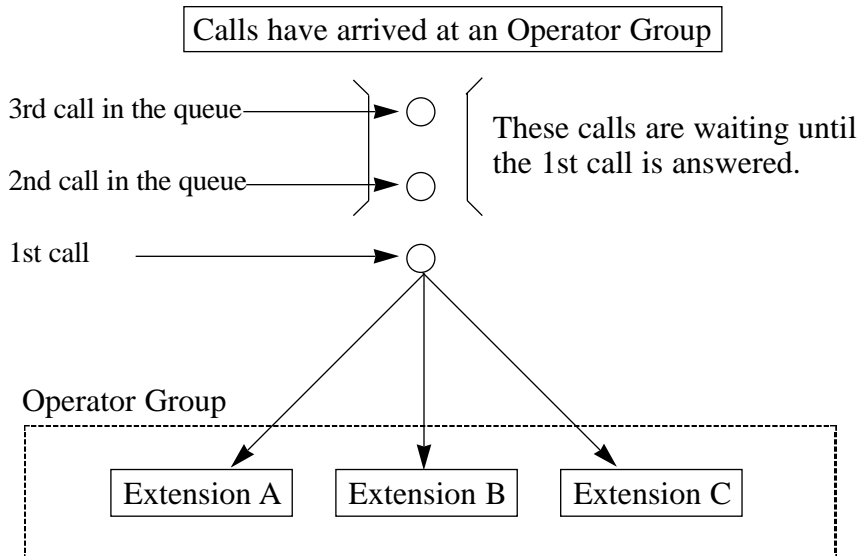 Calls have arrived at an Operator Group
3rd call in the queue
These calls are waiting until
the 1st call is answered.
2nd call in the queue
1st call
Operator Group
Extension A
Extension B
Extension C